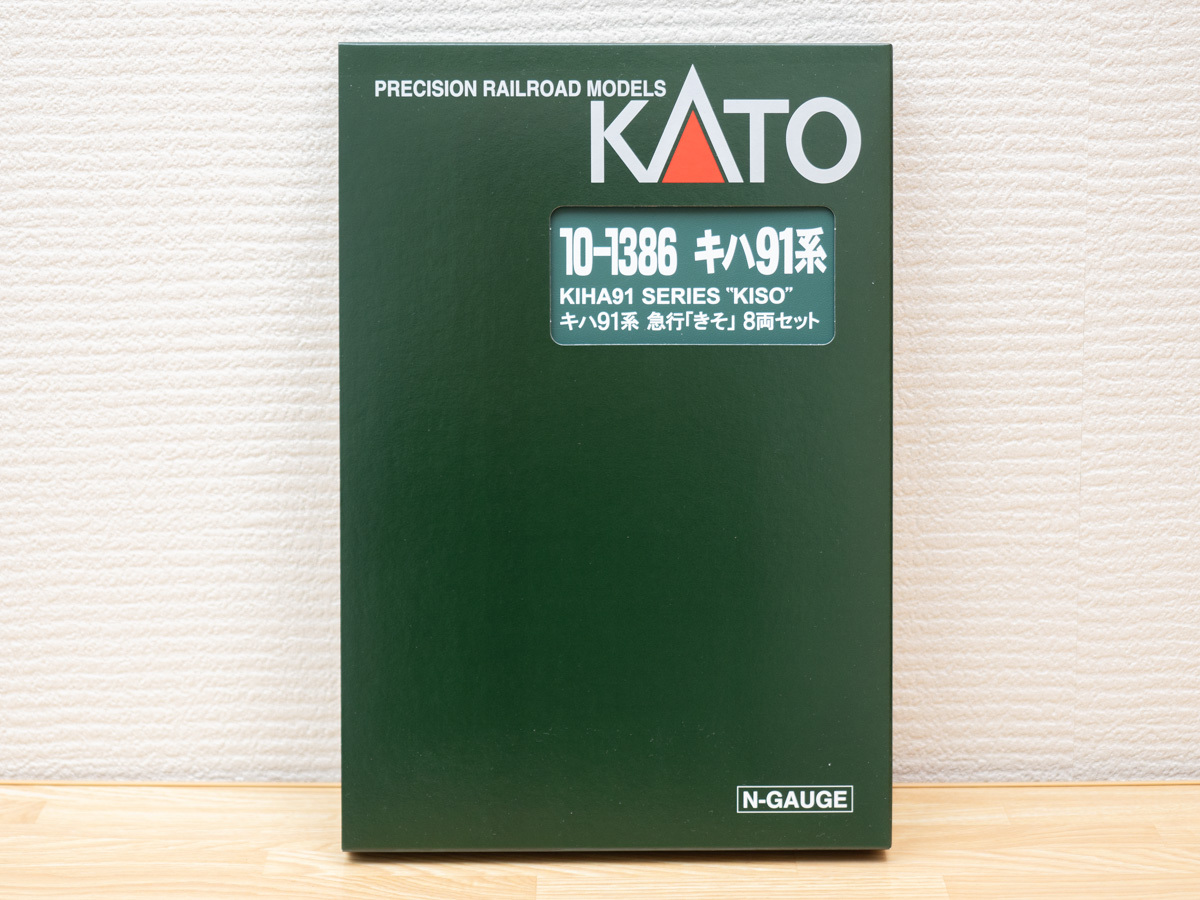 PRECISION RAILROAD MODELS
KATO
10-1386 キハ91系
KIHA91 SERIES "KISO"
キハ91系 急行「きそ」 8両セット
N-GAUGE